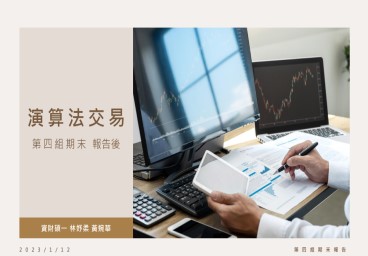 演算法交易
第四組期末 報告後
資財碩一 林妤柔 黃婉華
2023/1/12
第四組期末報告